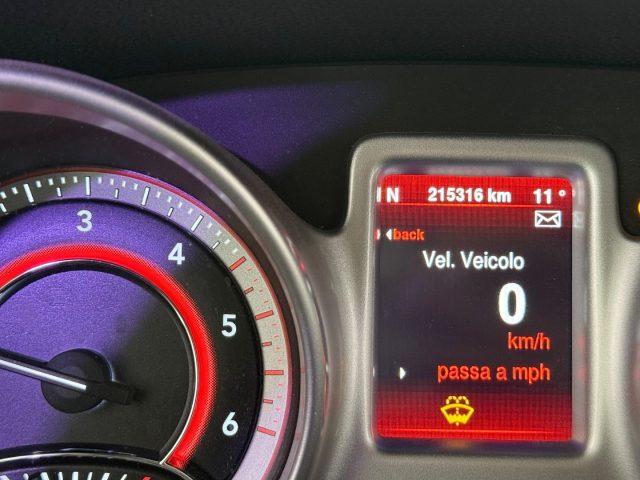 N 215316 km 11°
back
Vel. Veicolo
0
km/h
passa a mph
3
4
5
6